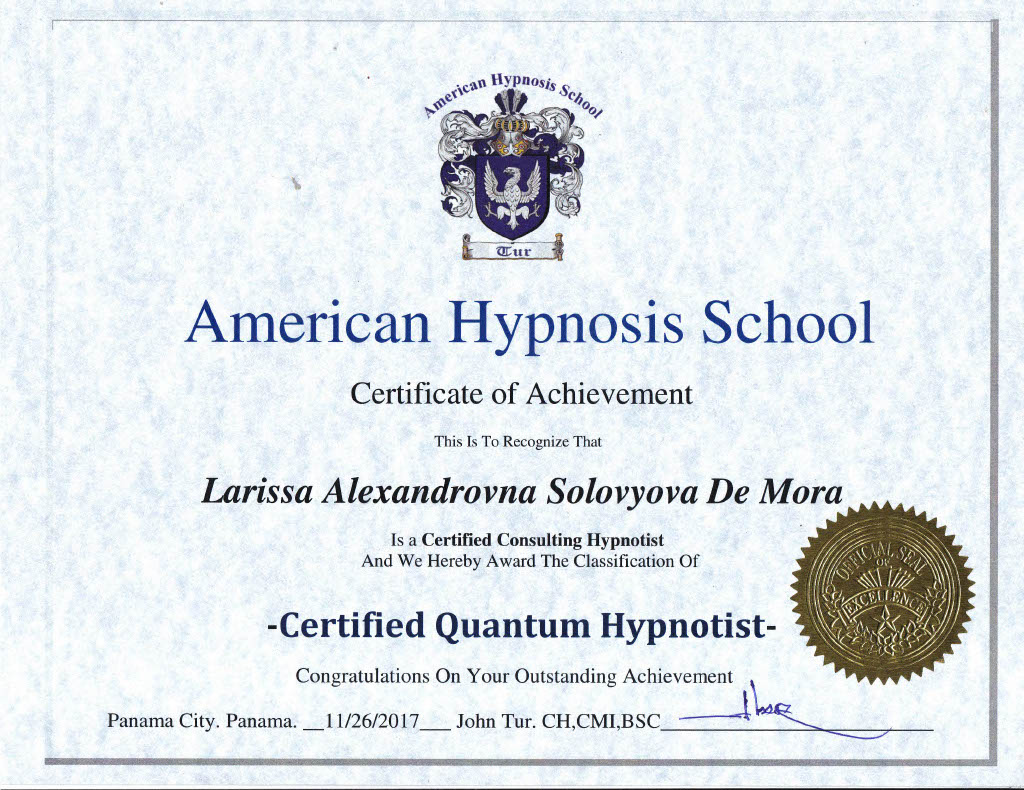 American Hypnosis School
Tur
American Hypnosis School
Certificate of Achievement
This Is To Recognize That
Larissa Alexandrovna Solovyova De Mora
Is a Certified Consulting Hypnotist
And We Hereby Award The Classification Of
-Certified Quantum Hypnotist-
OFFICIAL SEAL
OF
EXCELLENCE
Congratulations On Your Outstanding Achievement
Panama City. Panama. __11/26/2017___ John Tur. CH,CMI,BSC